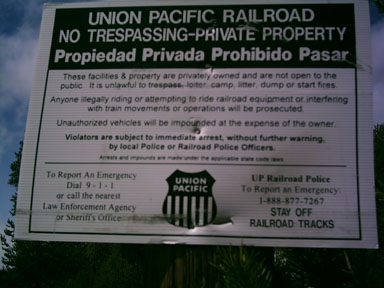 UNION PACIFIC RAILROAD
NO TRESPASSING-PRIVATE PROPERTY
Propiedad Privada Prohibido Pasar
These facilities & property are privately owned and are not open to the
public. It is unlawful to trespass, loiter, camp, litter, dump or start fires.
Anyone illegally riding or attempting to ride railroad equipment or interfering
with train movements or operations will be prosecuted.
Unauthorized vehicles will be impounded at the expense of the owner.
Violators are subject to immediate arrest, without further warning,
by local Police or Railroad Police Officers.
Arrests and impounds are made under the applicable state code laws
To Report An Emergency
Dial 9-1-1
or call the nearest
Law Enforcement Agency
or Sheriff's Office
UNION
PACIFIC
UP Railroad Police
To Report an Emergency:
1-888-877-7267
STAY OFF
RAILROAD TRACKS